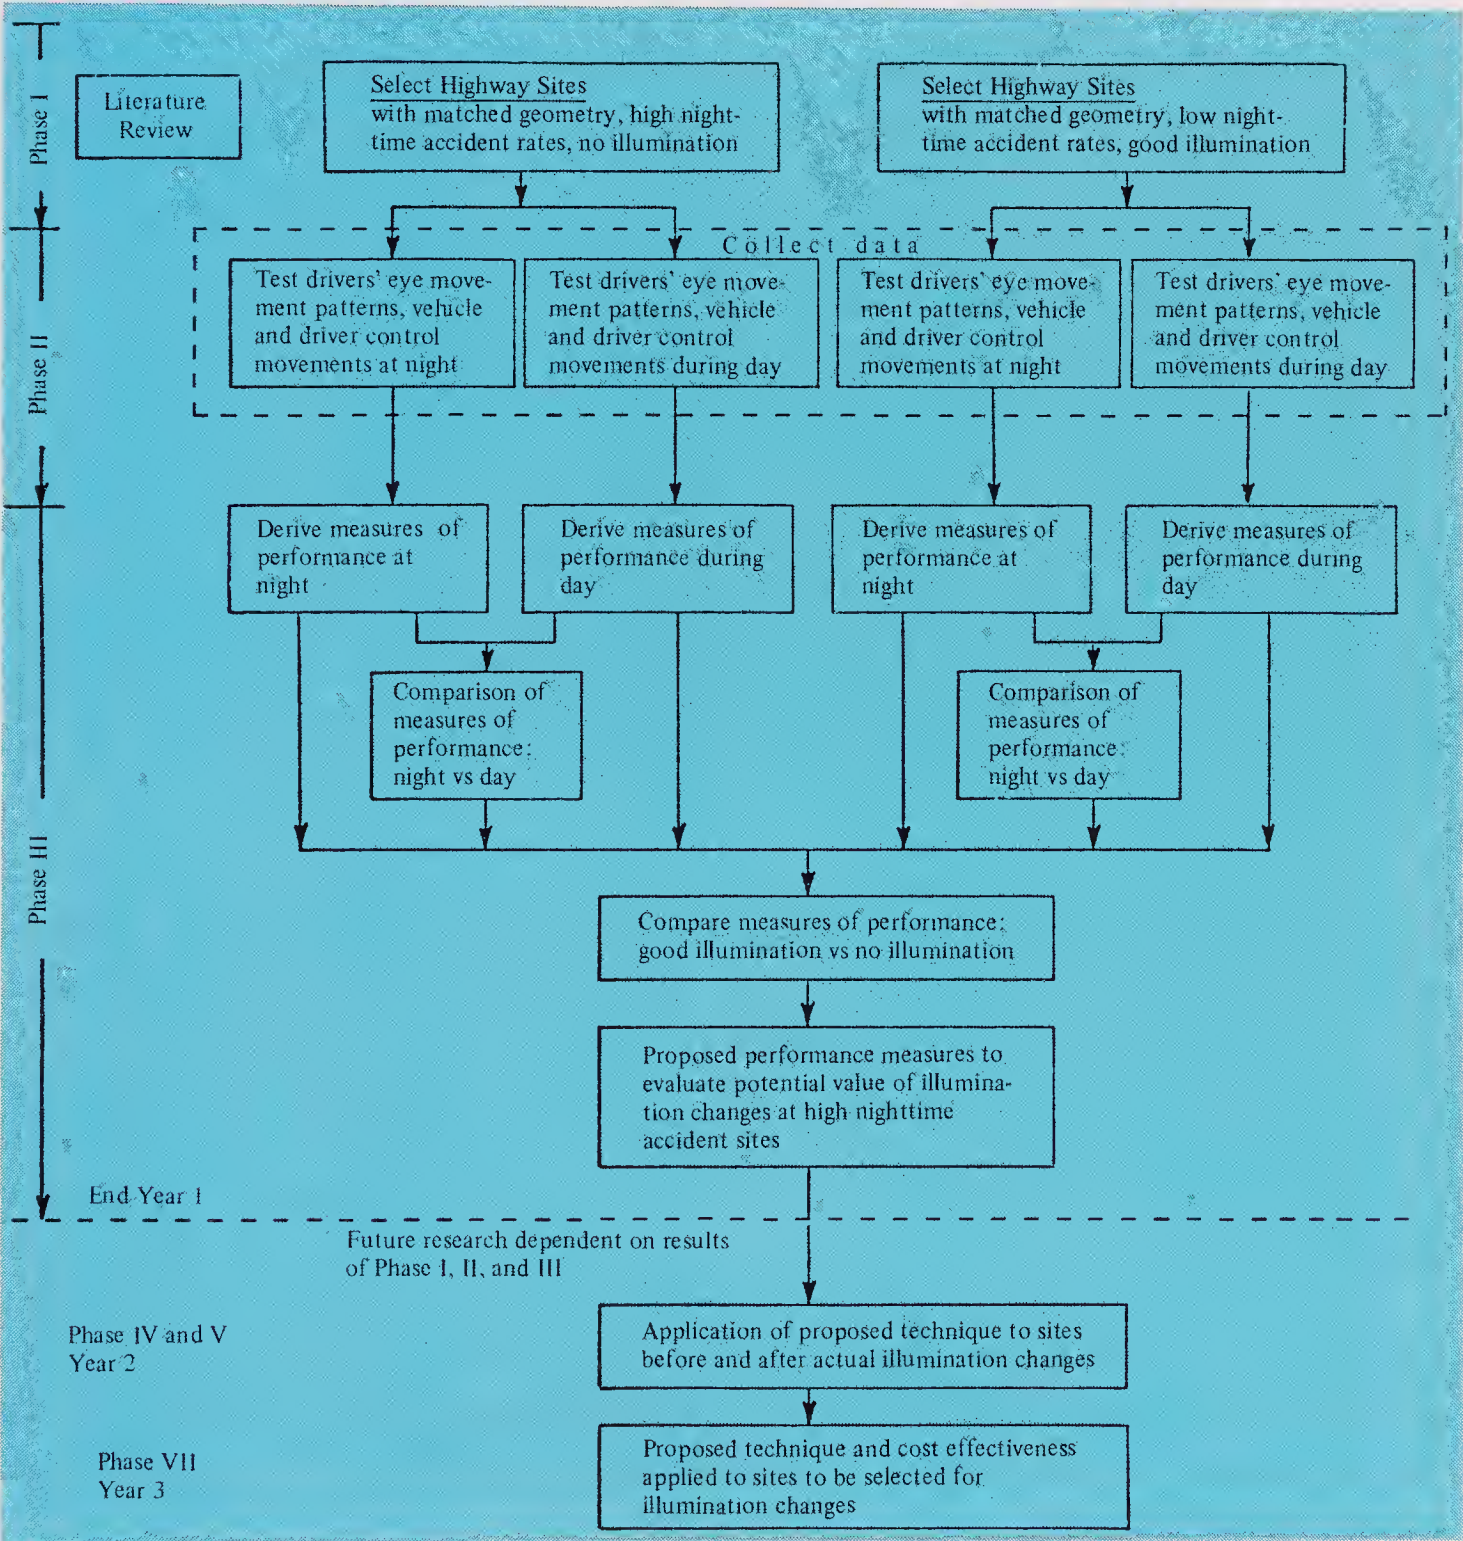 Phase I
Literature
Review
Select Highway Sites
with matched geometry, high night-
time accident rates, no illumination
Select Highway Sites
with matched geometry, low night-
time accident rates, good illumination
Phase II
Collect data
Test drivers' eye move-
ment patterns, vehicle
and driver control
movements at night
Test drivers' eye move-
ment patterns, vehicle
and driver control
movements during day
Test drivers' eye move-
ment patterns, vehicle
and driver control
movements at night
Test drivers' eye move-
ment patterns, vehicle
and driver control
movements during day
Phase III
Derive measures of
performance at
night
Derive measures of
performance during
day
Derive measures of
performance at
night
Derive measures of
performance during
day
Comparison of
measures of
performance:
night vs day
Comparison of
measures of
performance:
night vs day
Compare measures of performance:
good illumination vs no illumination
Proposed performance measures to
evaluate potential value of illumina-
tion changes at high nighttime
accident sites
End Year 1
Future research dependent on results
of Phase I, II, and III
Phase IV and V
Year 2
Application of proposed technique to sites
before and after actual illumination changes
Phase VII
Year 3
Proposed technique and cost effectiveness
applied to sites to be selected for
illumination changes